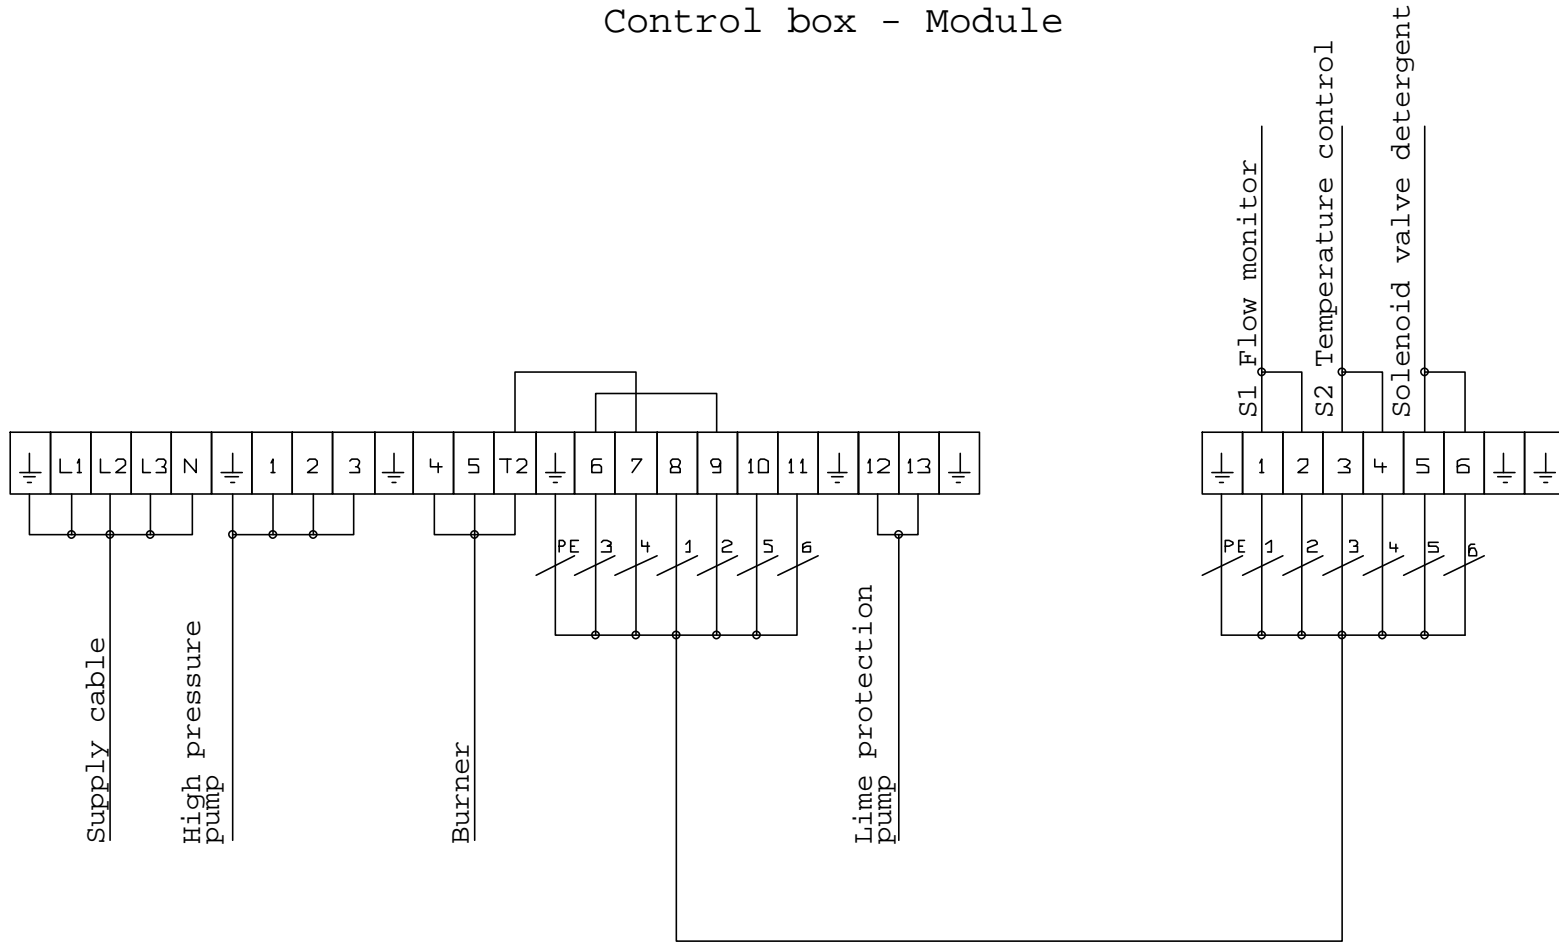 Control box - Module
S1 Flow monitor
S2 Temperature control
Solenoid valve detergent
L1 L2 L3 N 1 2 3 4 5 T2 6 7 8 9 10 11 12 13
1 2 3 4 5 6
PE 3 4 1 2 5 6
PE 1 2 3 4 5 6
Supply cable
High pressure
pump
Burner
Lime protection
pump